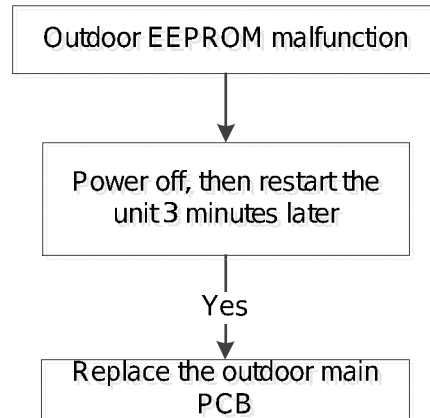 Outdoor EEPROM malfunction
Power off, then restart the
unit 3 minutes later
Yes
Replace the outdoor main
PCB